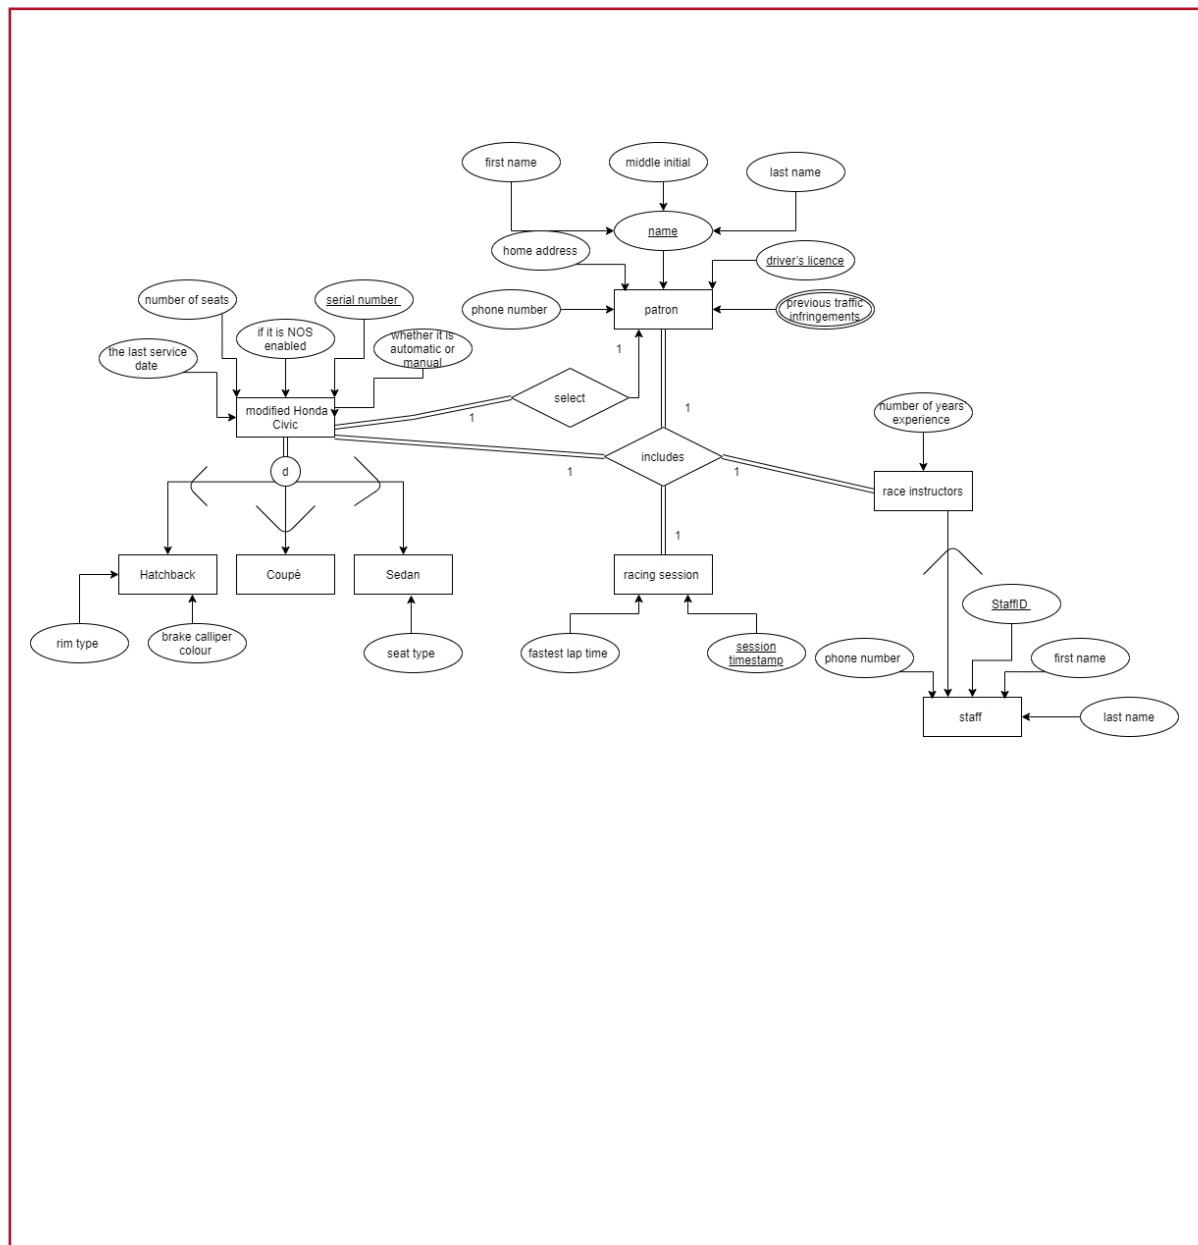 first name
middle initial
last name
name
home address
driver's licence
phone number
patron
previous traffic
infringements
number of seats
serial number
if it is NOS
enabled
whether it is
automatic or
manual
the last service
date
1
select
modified Honda
Civic
1
1
number of years
experience
d
1
includes
1
race instructors
1
Hatchback
Coupé
Sedan
racing session
StaffID
rim type
brake calliper
colour
seat type
fastest lap time
session
timestamp
phone number
first name
staff
last name